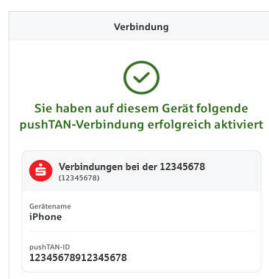 Verbindung
Sie haben auf diesem Gerät folgende
pushTAN-Verbindung erfolgreich aktiviert
Verbindungen bei der 12345678
(12345678)
Gerätename
iPhone
pushTAN-ID
12345678912345678